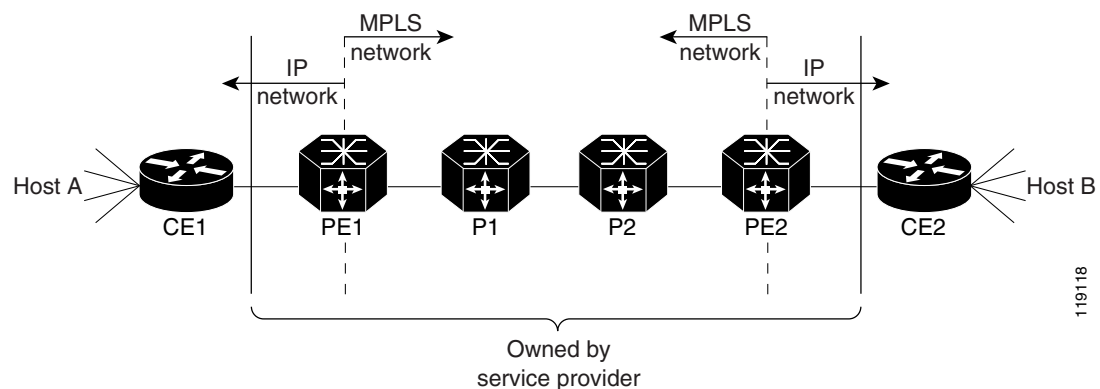 MPLS
network
MPLS
network
IP
network
IP
network
Host A
Host B
CE1
PE1
P1
P2
PE2
CE2
119118
Owned by
service provider